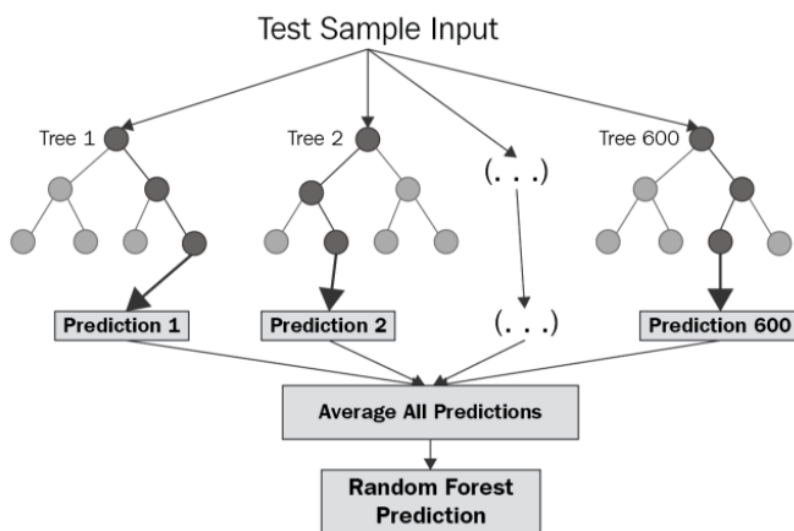 Test Sample Input
Tree 1
Tree 2
Tree 600
(. . .)
Prediction 1
Prediction 2
(. . .)
Prediction 600
Average All Predictions
Random Forest
Prediction